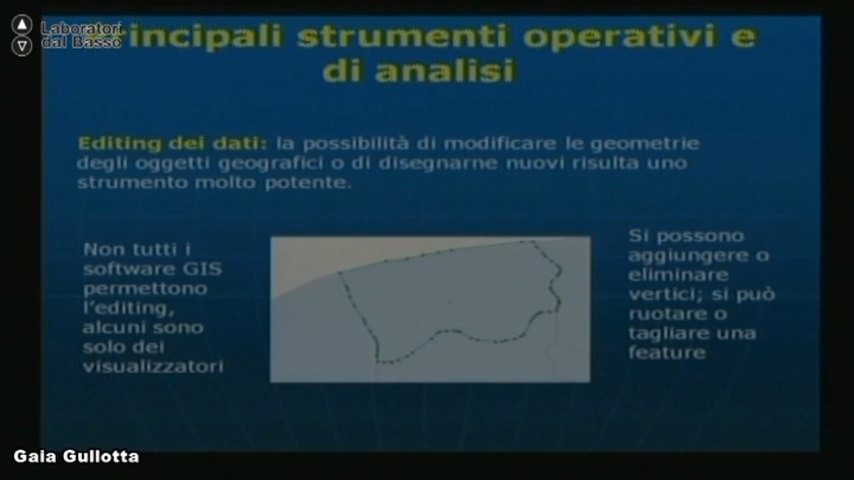 Laboratori
dal Basso
Principali strumenti operativi e
di analisi
Editing dei dati: la possibilità di modificare le geometrie
degli oggetti geografici o di disegnarne nuovi risulta uno
strumento molto potente.
Non tutti i
software GIS
permettono
l'editing,
alcuni sono
solo dei
visualizzatori
Si possono
aggiungere o
eliminare
vertici; si può
ruotare o
tagliare una
feature
Gaia Gullotta